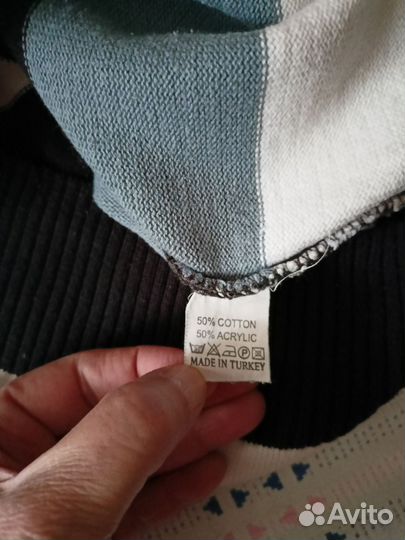 50% COTTON
50% ACRYLIC
MADE IN TURKEY
Avito